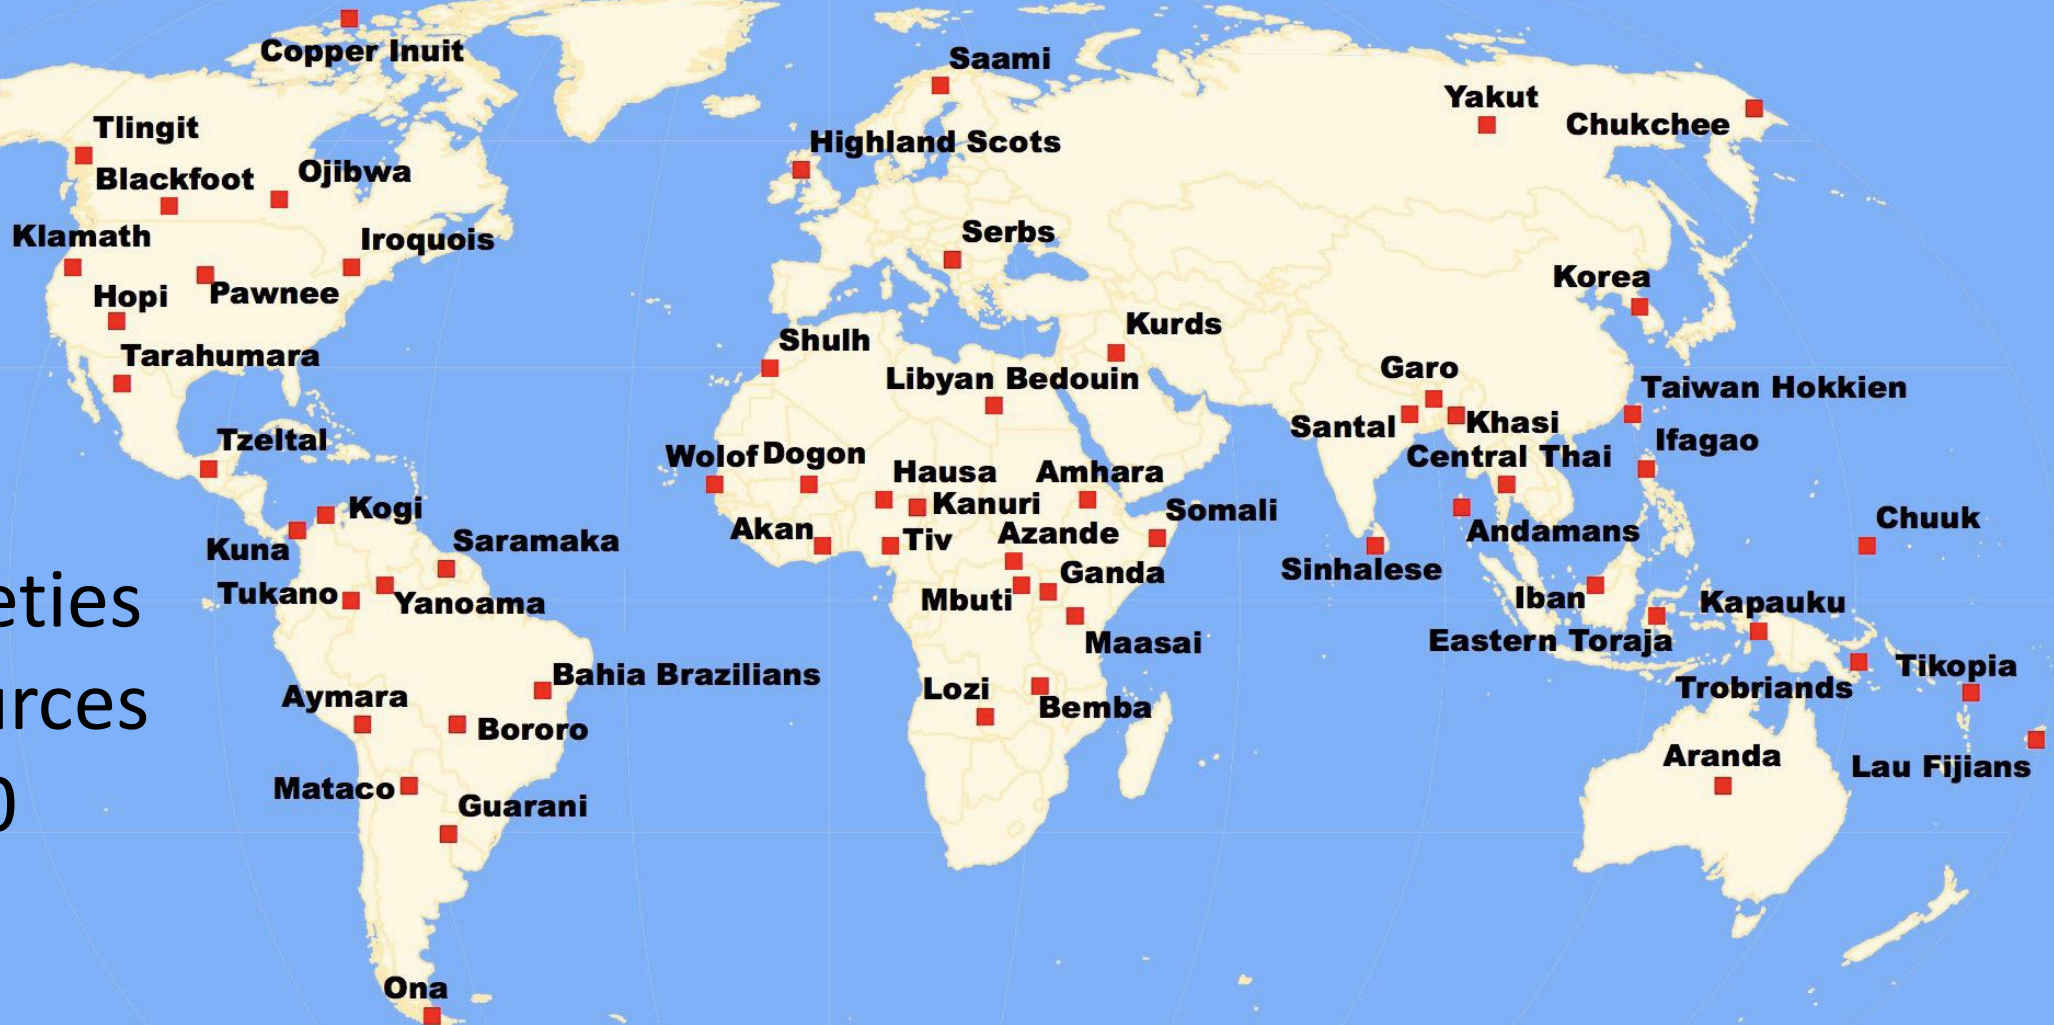 Copper Inuit
Saami
Yakut
Chukchee
Tlingit
Highland Scots
Blackfoot
Ojibwa
Klamath
Iroquois
Serbs
Korea
Hopi
Pawnee
Kurds
Shulh
Tarahumara
Garo
Libyan Bedouin
Taiwan Hokkien
Santal
Khasi
Tzeltal
Ifagao
Wolof
Dogon
Central Thai
Hausa
Amhara
Kanuri
Kogi
Somali
Chuuk
Akan
Azande
Andamans
Kuna
Saramaka
Tiv
Sinhalese
Ganda
Tukano
Yanoama
Mbuti
Iban
Kapauku
eties
Maasai
Eastern Toraja
Tikopia
Bahia Brazilians
Lozi
Trobriands
Aymara
Bemba
urces
Bororo
Aranda
Lau Fijians
Mataco
Guarani
Ona